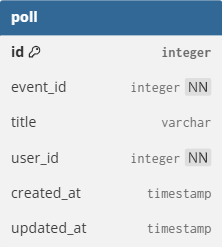 poll
id integer
event_id integer NN
title varchar
user_id integer NN
created_at timestamp
updated_at timestamp